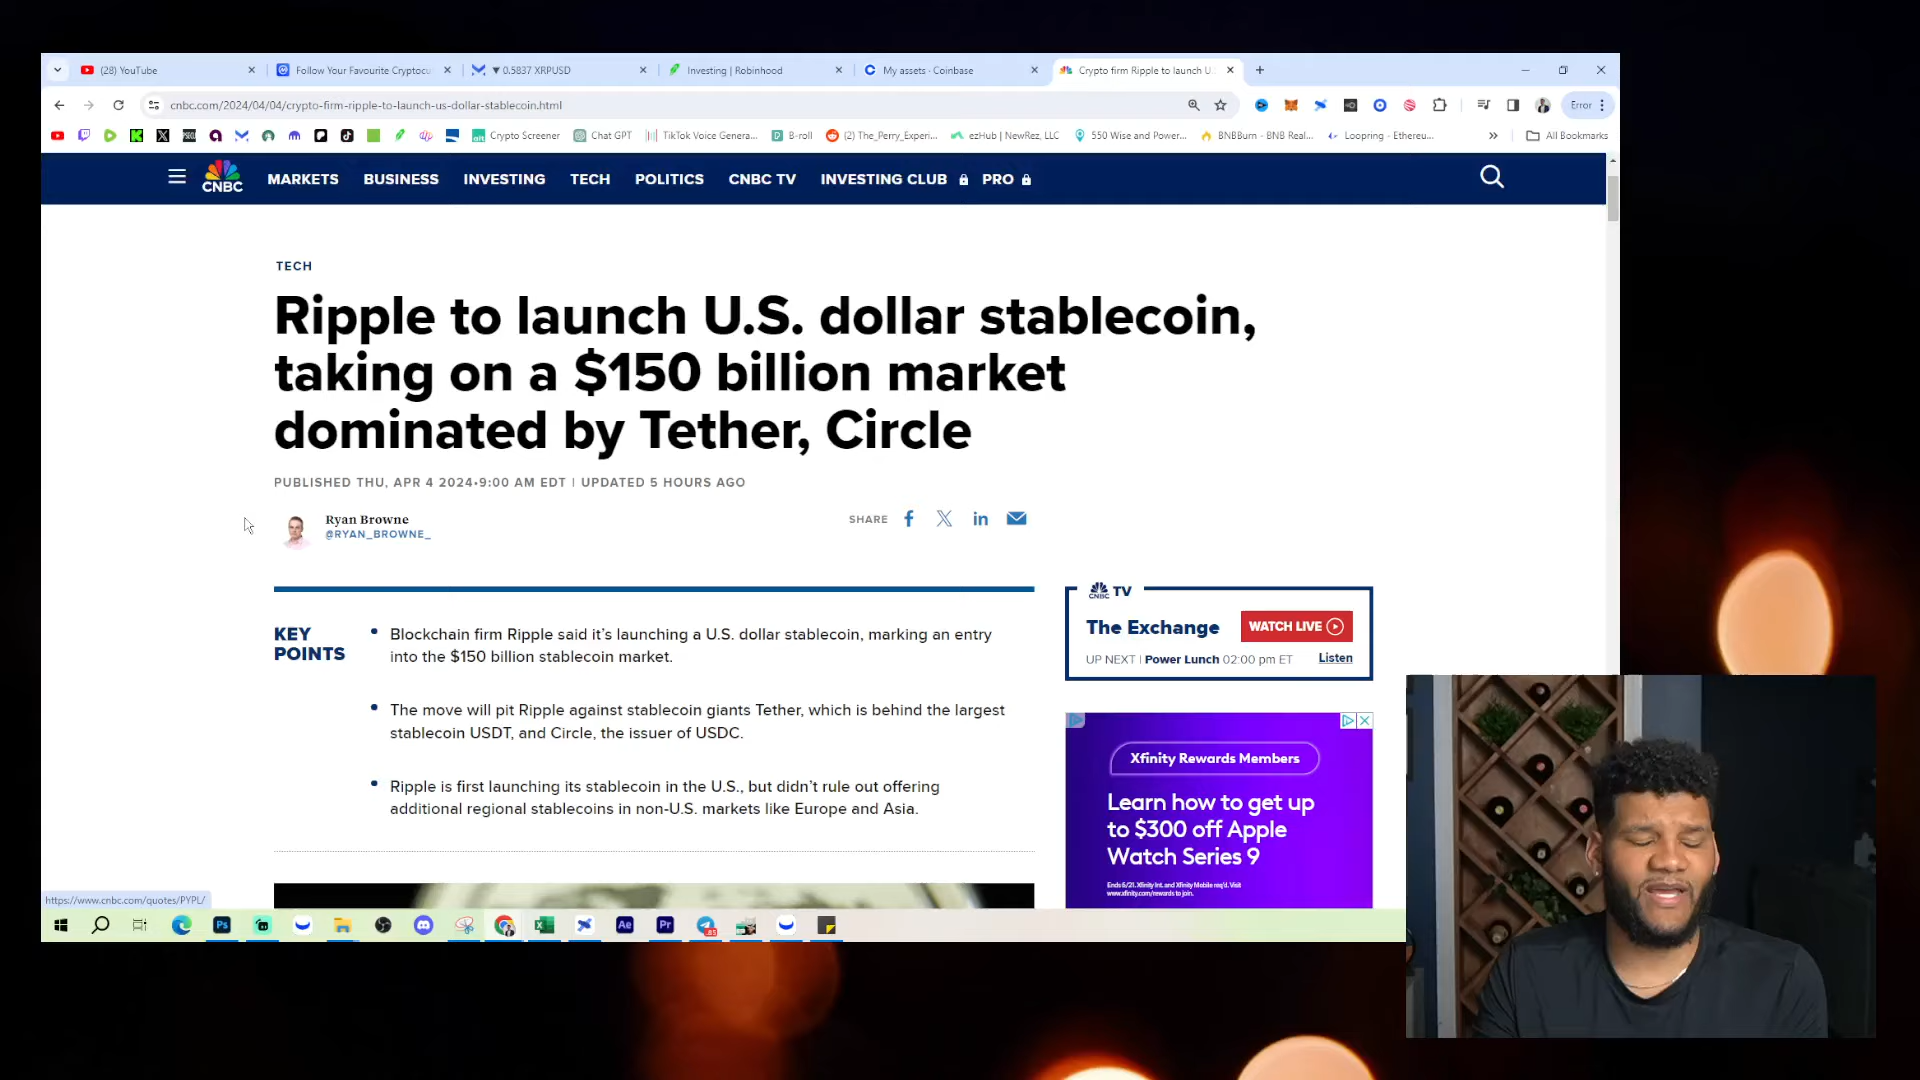 (28) YouTube
Follow Your Favourite Cryptocu
▼ 0.5837 XRPUSD
Investing | Robinhood
My assets - Coinbase
Crypto firm Ripple to launch U
cnbc.com/2024/04/04/crypto-firm-ripple-to-launch-us-dollar-stablecoin.html
Error
Crypto Screener
Chat GPT
TikTok Voice Genera...
B-roll
(2) The_Perry_Experi...
ezHub | NewRez, LLC
550 Wise and Power...
BNBBurn - BNB Real...
Loopring - Ethereu...
All Bookmarks
CNBC
MARKETS
BUSINESS
INVESTING
TECH
POLITICS
CNBC TV
INVESTING CLUB
PRO
TECH
Ripple to launch U.S. dollar stablecoin,
taking on a $150 billion market
dominated by Tether, Circle
PUBLISHED THU, APR 4 2024•9:00 AM EDT | UPDATED 5 HOURS AGO
Ryan Browne
@RYAN_BROWNE_
SHARE
KEY
POINTS
Blockchain firm Ripple said it's launching a U.S. dollar stablecoin, marking an entry
into the $150 billion stablecoin market.
The move will pit Ripple against stablecoin giants Tether, which is behind the largest
stablecoin USDT, and Circle, the issuer of USDC.
Ripple is first launching its stablecoin in the U.S., but didn't rule out offering
additional regional stablecoins in non-U.S. markets like Europe and Asia.
CNBC TV
The Exchange
WATCH LIVE
UP NEXT | Power Lunch 02:00 pm ET
Listen
Xfinity Rewards Members
Learn how to get up
to $300 off Apple
Watch Series 9
Ends 6/21. Xfinity Int. and Xfinity Mobile req'd. Visit
www.xfinity.com/rewards to join.
https://www.cnbc.com/quotes/PYPL/
Ps
Ae
Pr